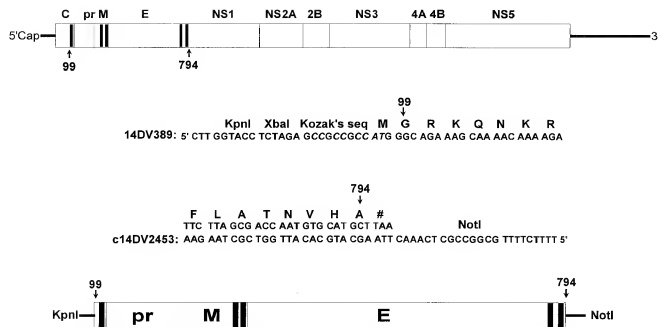 C pr M E NS1 NS2A 2B NS3 4A 4B NS5
5'Cap 3
99 794
99
KpnI XbaI Kozak's seq M G R K Q N K R
14DV389: 5' CTT GGTACC TCTAGA GCCGCCGCC ATG GGC AGA AAG CAA AAC AAA AGA
794
F L A T N V H A #
TTC TTA GCGACC AAT GTG CAT GCT TAA NotI
c14DV2453: AAG AAT CGC TGG TTA CAC GTA CGA ATT CAAACT CGCCGGCG TTTTCTTTT 5'
99 794
KpnI pr M E NotI